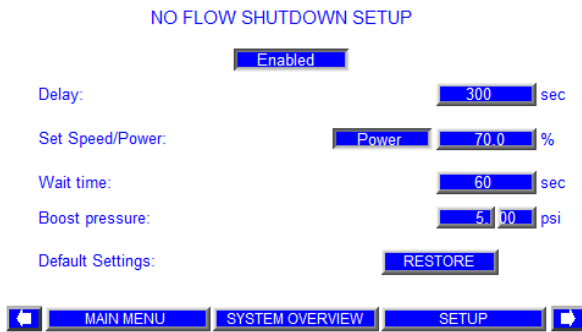 NO FLOW SHUTDOWN SETUP
Enabled
Delay: 300 sec
Set Speed/Power: Power 70.0 %
Wait time: 60 sec
Boost pressure: 5. 00 psi
Default Settings: RESTORE
MAIN MENU SYSTEM OVERVIEW SETUP